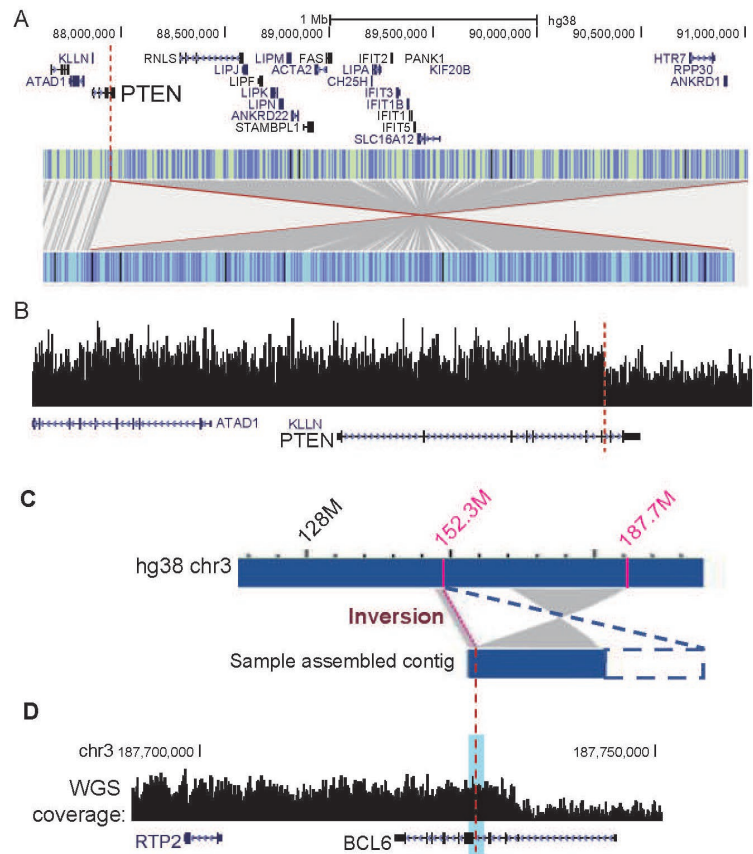 A
1 Mb hg38
88,000,000 88,500,000 89,000,000 89,500,000 90,000,000 90,500,000 91,000,000
KLLN RNLS LIPM FAS IFIT2 PANK1 HTR7
ATAD1 LIPJ ACTA2 LIPA KIF20B RPP30
PTEN LIPF CH25H ANKRD1
LIPK IFIT3
LIPN IFIT1B
ANKRD22 IFIT1
STAMBPL1 IFIT5
SLC16A12
B
ATAD1 KLLN
PTEN
C
128M 152.3M 187.7M
hg38 chr3
Inversion
Sample assembled contig
D
chr3 187,700,000 187,750,000
WGS
coverage:
RTP2 BCL6